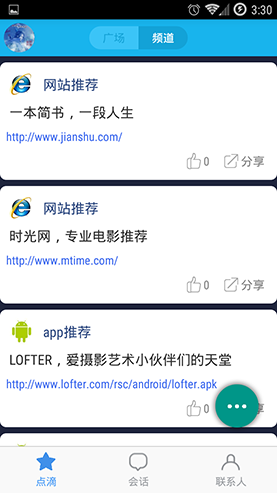 3:30
广场 频道
网站推荐
一本简书，一段人生
http://www.jianshu.com/
0 分享
网站推荐
时光网，专业电影推荐
http://www.mtime.com/
0 分享
app推荐
LOFTER，爱摄影艺术小伙伴们的天堂
http://www.lofter.com/rsc/android/lofter.apk
0 分享
点滴 会话 联系人